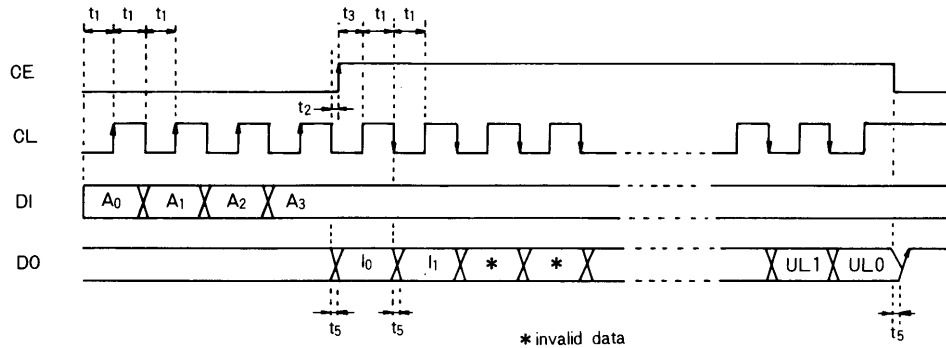 t1 t1 t1 t3 t1 t1
CE
t2
CL
DI A0 A1 A2 A3
DO I0 I1 * * UL1 UL0
t5 t5 t5
* invalid data